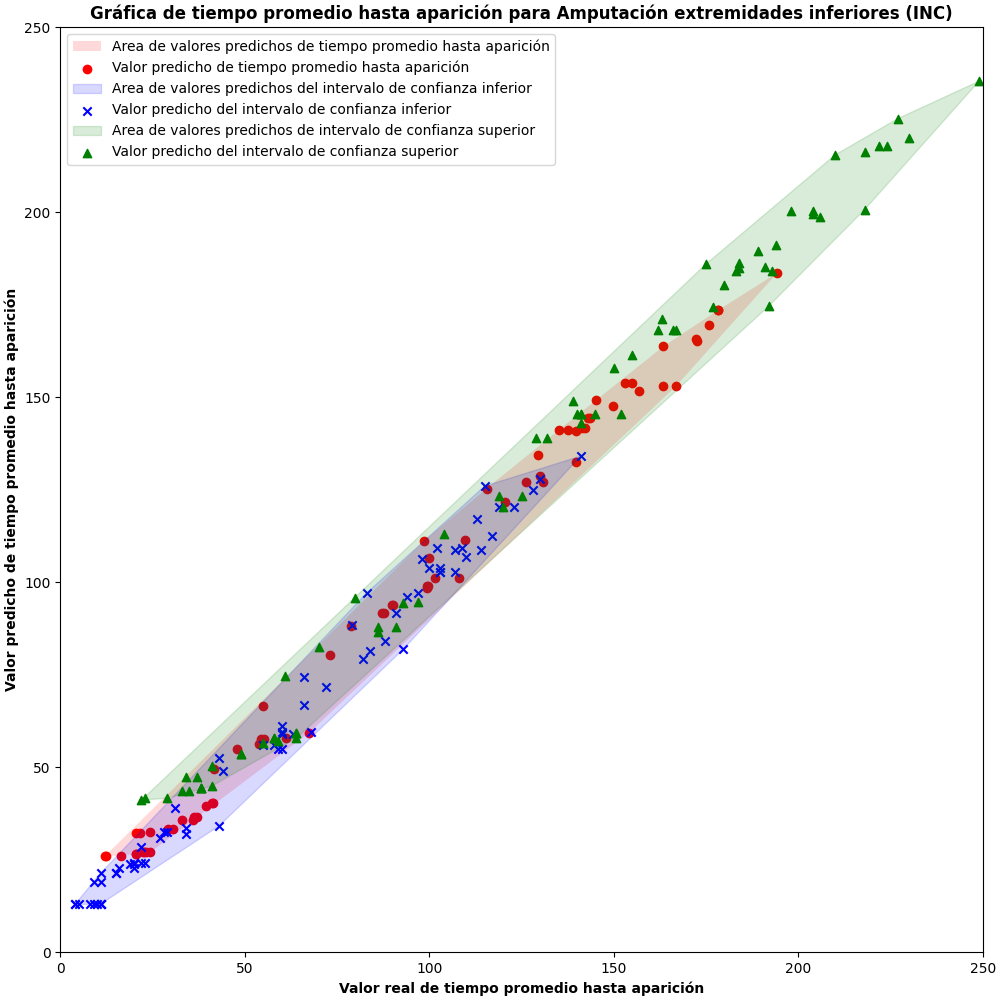 Gráfica de tiempo promedio hasta aparición para Amputación extremidades inferiores (INC)
Area de valores predichos de tiempo promedio hasta aparición
Valor predicho de tiempo promedio hasta aparición
Area de valores predichos del intervalo de confianza inferior
Valor predicho del intervalo de confianza inferior
Area de valores predichos de intervalo de confianza superior
Valor predicho del intervalo de confianza superior
Valor predicho de tiempo promedio hasta aparición
250
200
150
100
50
0
0 50 100 150 200 250
Valor real de tiempo promedio hasta aparición